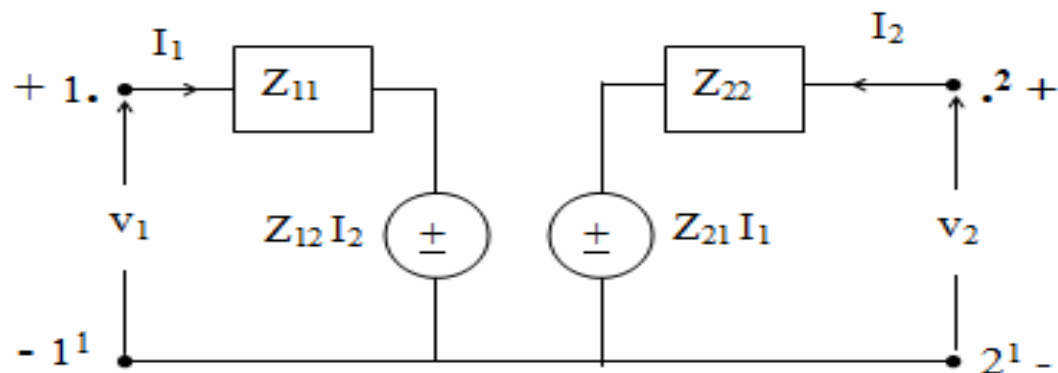 I₁ I₂
+ 1. Z₁₁ Z₂₂ .² +
v₁ Z₁₂ I₂ ± ± Z₂₁ I₁ v₂
- 1¹ 2¹ -